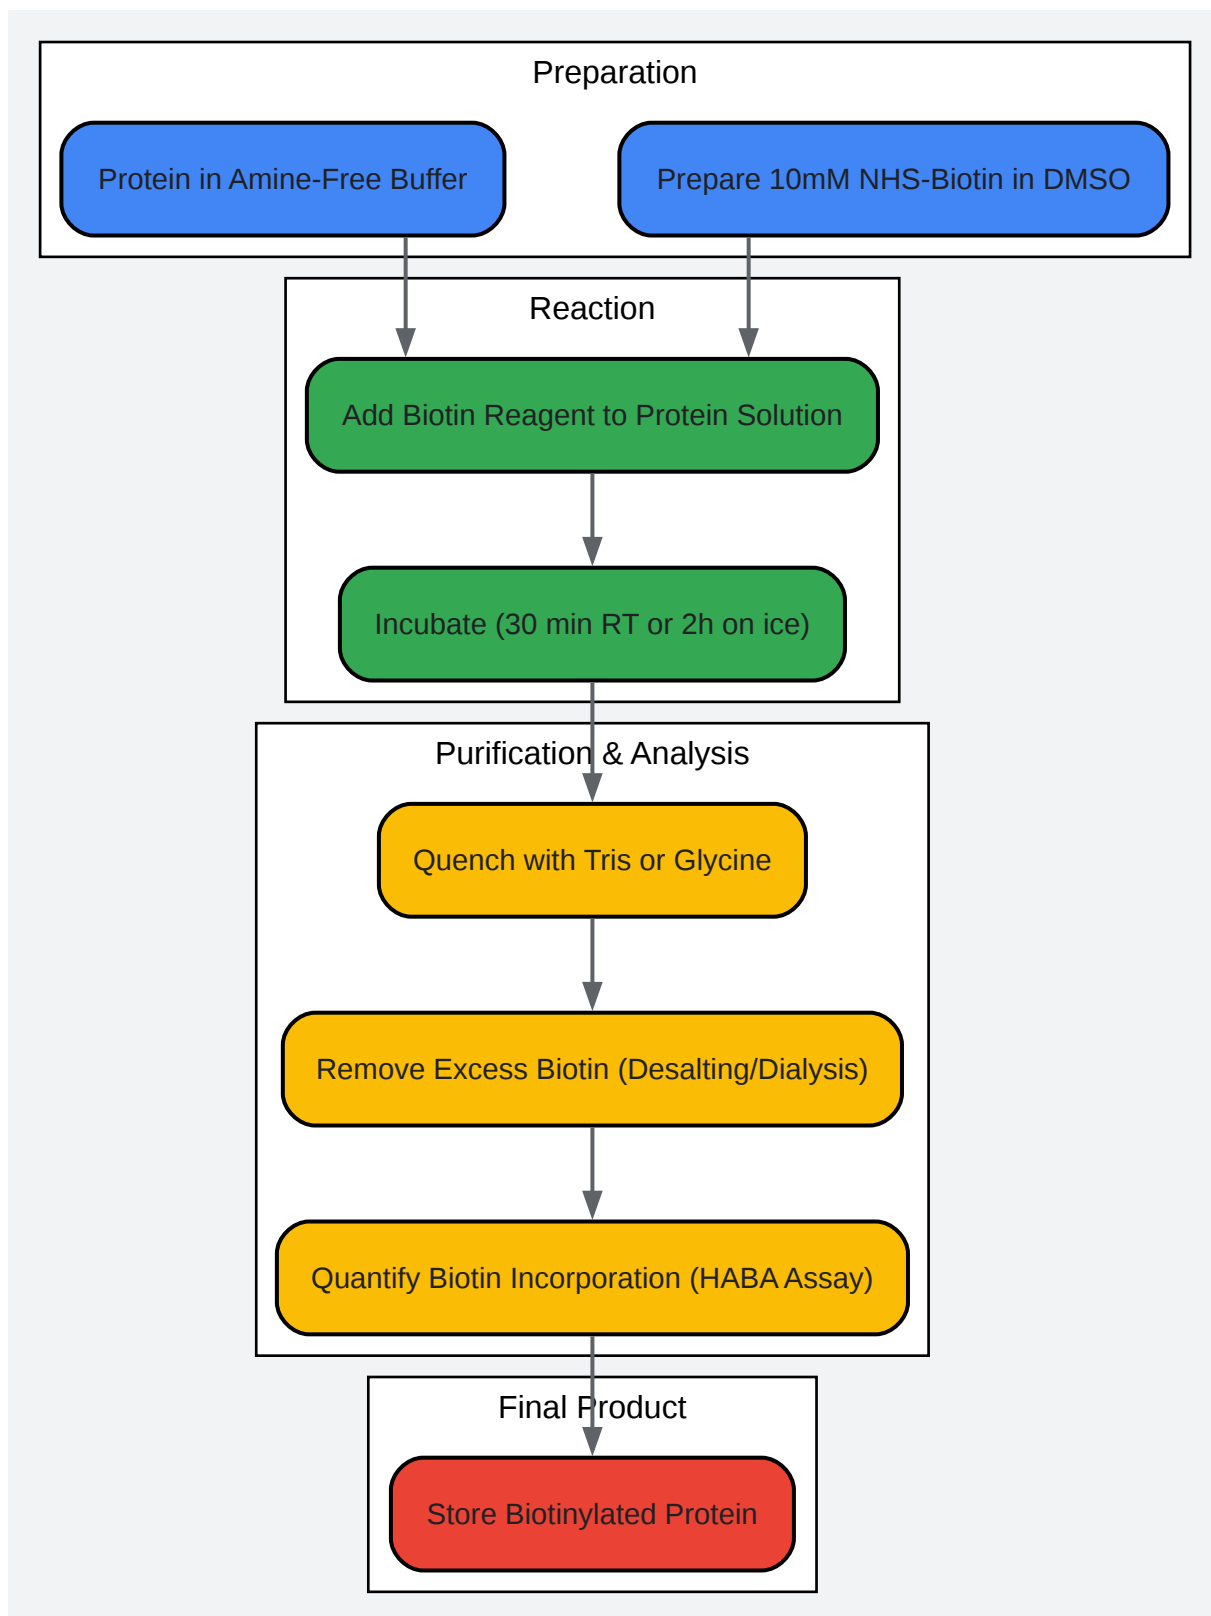 Preparation
Protein in Amine-Free Buffer
Prepare 10mM NHS-Biotin in DMSO
Reaction
Add Biotin Reagent to Protein Solution
Incubate (30 min RT or 2h on ice)
Purification & Analysis
Quench with Tris or Glycine
Remove Excess Biotin (Desalting/Dialysis)
Quantify Biotin Incorporation (HABA Assay)
Final Product
Store Biotinylated Protein